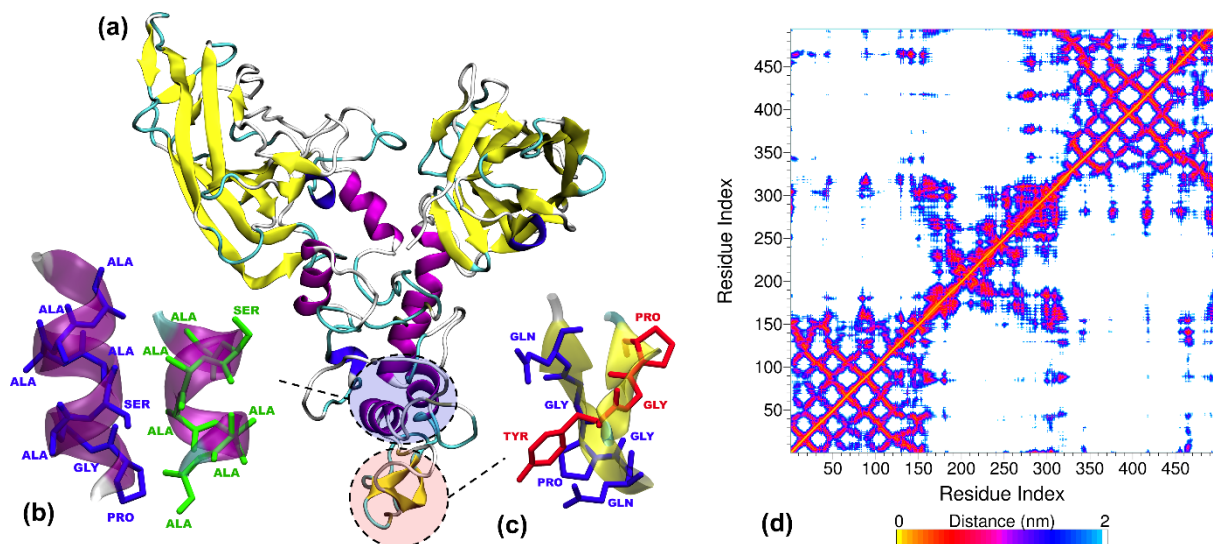 (a)
ALA
ALA
ALA
ALA
SER
ALA
GLY
PRO
(b)
SER
ALA
ALA
ALA
ALA
ALA
ALA
PRO
GLN
GLY
GLY
GLY
TYR
PRO
GLN
(c)
Residue Index
450
400
350
300
250
200
150
100
50
50 100 150 200 250 300 350 400 450
Residue Index
(d)
0 Distance (nm) 2